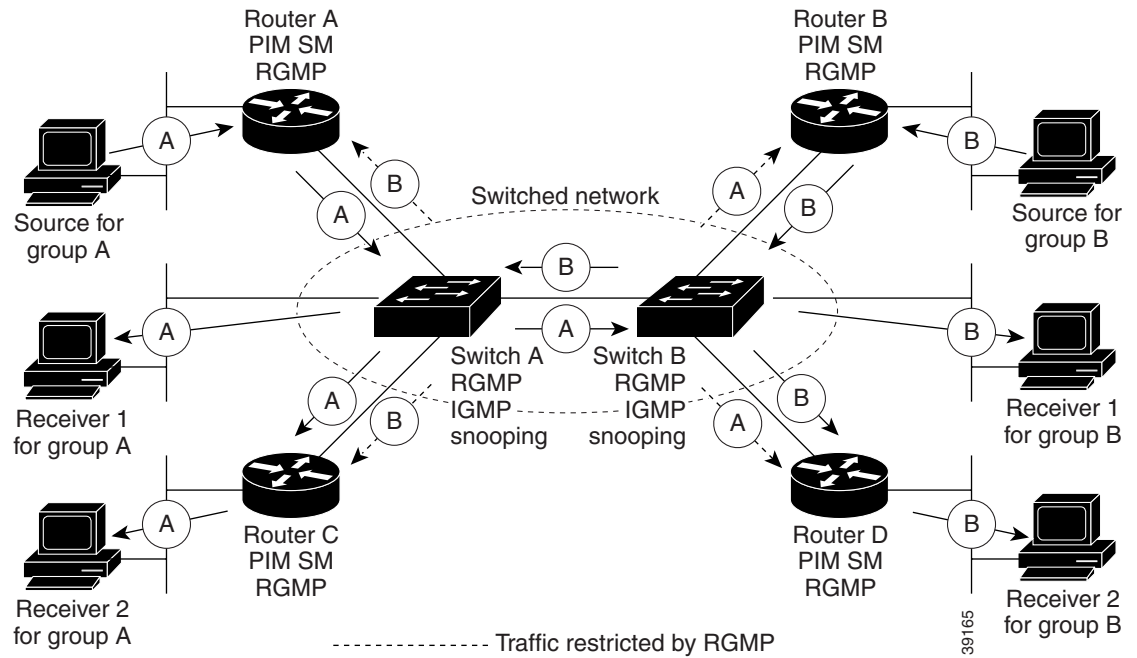 Router A
PIM SM
RGMP
Router B
PIM SM
RGMP
A
B
A
B
Source for
group A
A
B
Switched network
A
B
Source for
group B
B
A
A
B
Receiver 1
for group A
Switch A
RGMP
IGMP
snooping
Switch B
RGMP
IGMP
snooping
Receiver 1
for group B
A
B
A
B
A
B
Router C
PIM SM
RGMP
Router D
PIM SM
RGMP
Receiver 2
for group A
Receiver 2
for group B
Traffic restricted by RGMP
39165